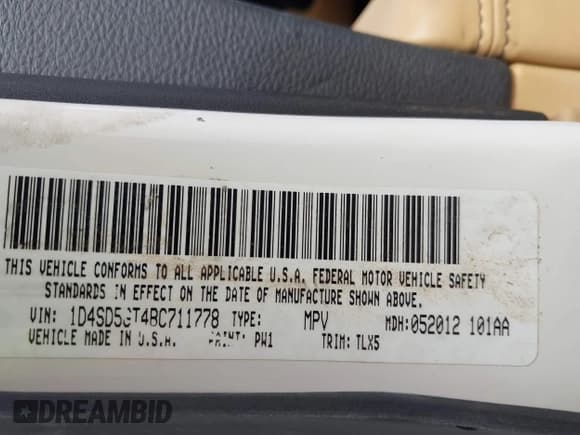 THIS VEHICLE CONFORMS TO ALL APPLICABLE U.S.A. FEDERAL MOTOR VEHICLE SAFETY
STANDARDS IN EFFECT ON THE DATE OF MANUFACTURE SHOWN ABOVE.
VIN: TYPE: MPV MDH:052012 101AA
VEHICLE MADE IN U.S.A. PAINT: PW1 TRIM: TLX5
DREAMBID